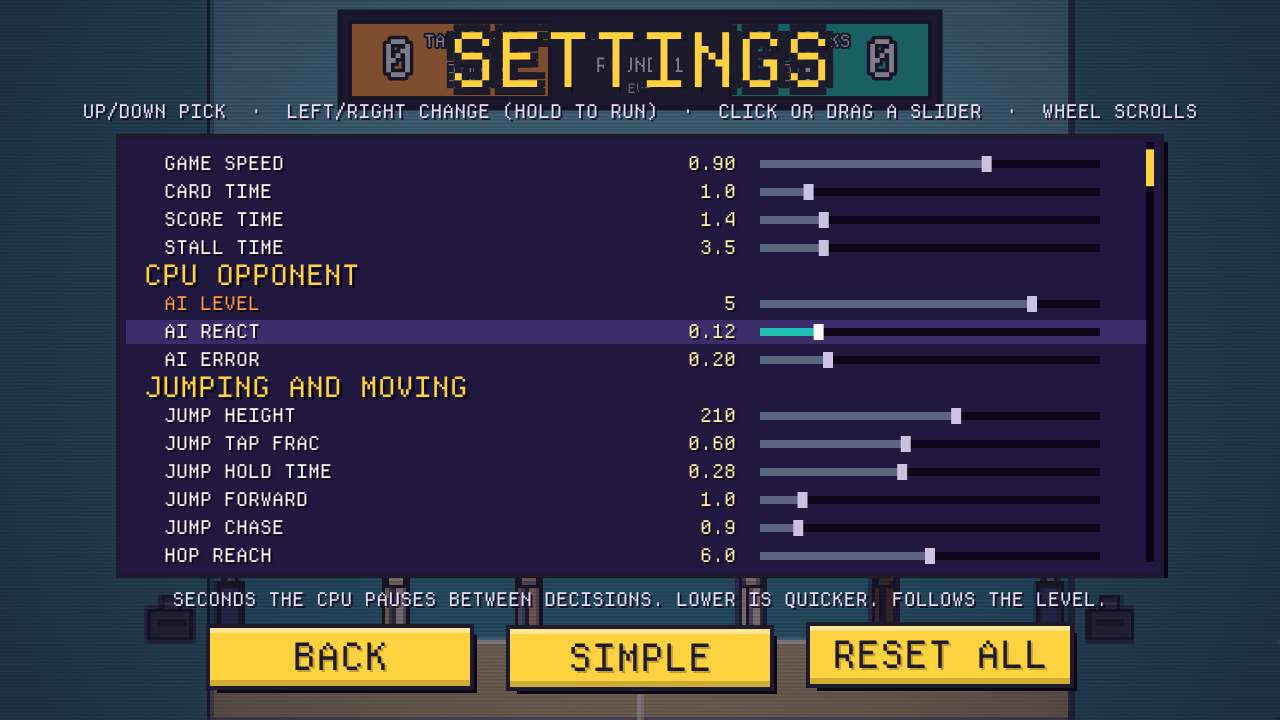 SETTINGS
0 0
UP/DOWN PICK · LEFT/RIGHT CHANGE (HOLD TO RUN) · CLICK OR DRAG A SLIDER · WHEEL SCROLLS
GAME SPEED 0.90
CARD TIME 1.0
SCORE TIME 1.4
STALL TIME 3.5
CPU OPPONENT
AI LEVEL 5
AI REACT 0.12
AI ERROR 0.20
JUMPING AND MOVING
JUMP HEIGHT 210
JUMP TAP FRAC 0.60
JUMP HOLD TIME 0.28
JUMP FORWARD 1.0
JUMP CHASE 0.9
HOP REACH 6.0
SECONDS THE CPU PAUSES BETWEEN DECISIONS. LOWER IS QUICKER. FOLLOWS THE LEVEL.
BACK SIMPLE RESET ALL